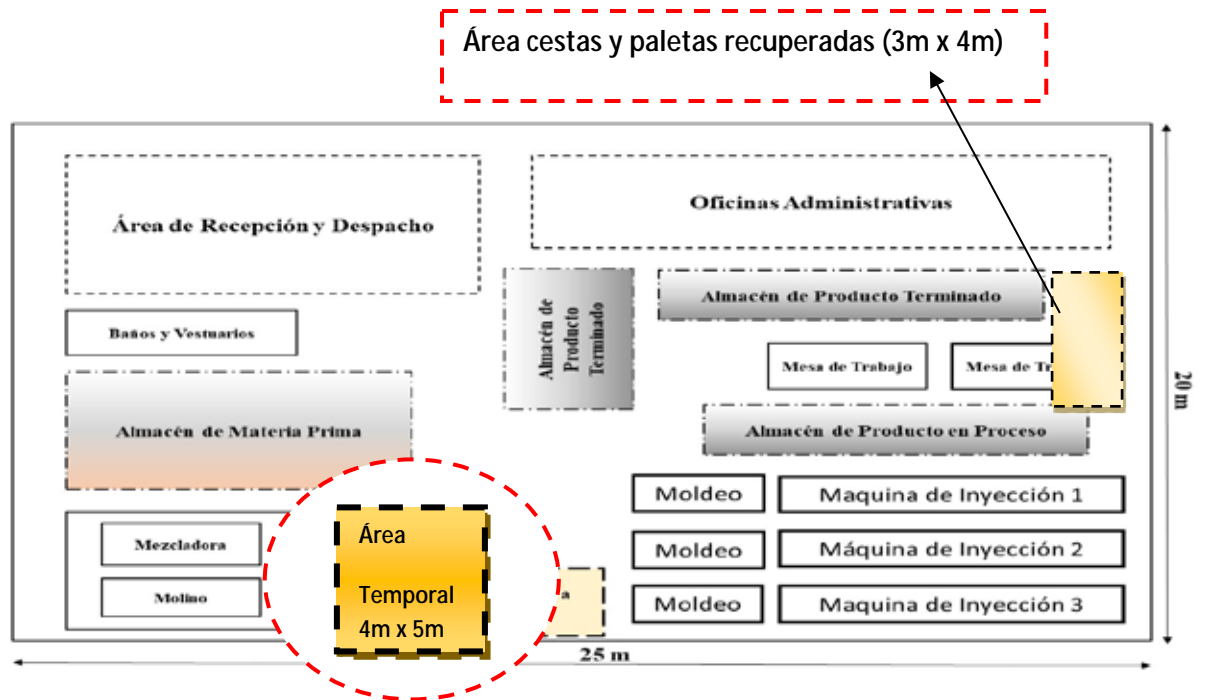 Área cestas y paletas recuperadas (3m x 4m)
Área de Recepción y Despacho
Oficinas Administrativas
Almacén de
Producto
Terminado
Almacén de Producto Terminado
Baños y Vestuarios
Mesa de Trabajo
Mesa de
20 m
Almacén de Materia Prima
Almacén de Producto en Proceso
Moldeo
Maquina de Inyección 1
Mezcladora
Área
Temporal
4m x 5m
Moldeo
Máquina de Inyección 2
Molino
a
Moldeo
Maquina de Inyección 3
25 m